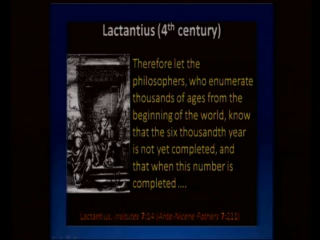 Lactantius (4th century)
Therefore let the
philosophers, who enumerate
thousands of ages from the
beginning of the world, know
that the six thousandth year
is not yet completed, and
that when this number is
completed ....
Lactantius, Institutes 7:14 (Ante-Nicene Fathers 7:211)